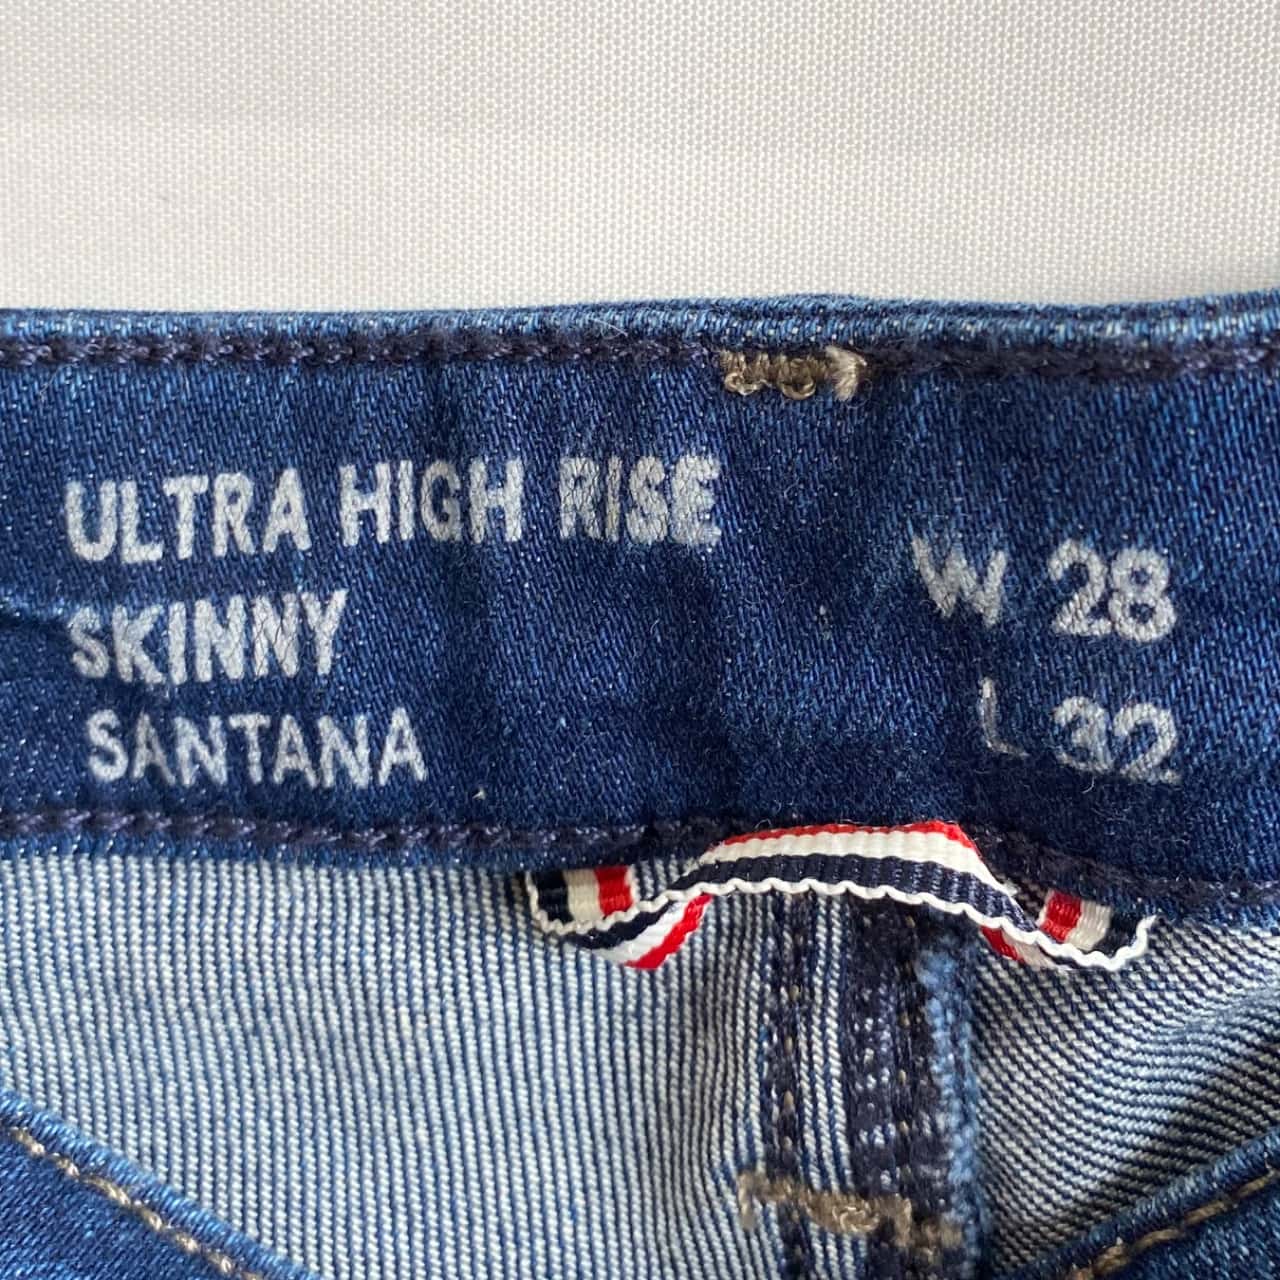 ULTRA HIGH RISE
SKINNY
SANTANA
W 28
L 32